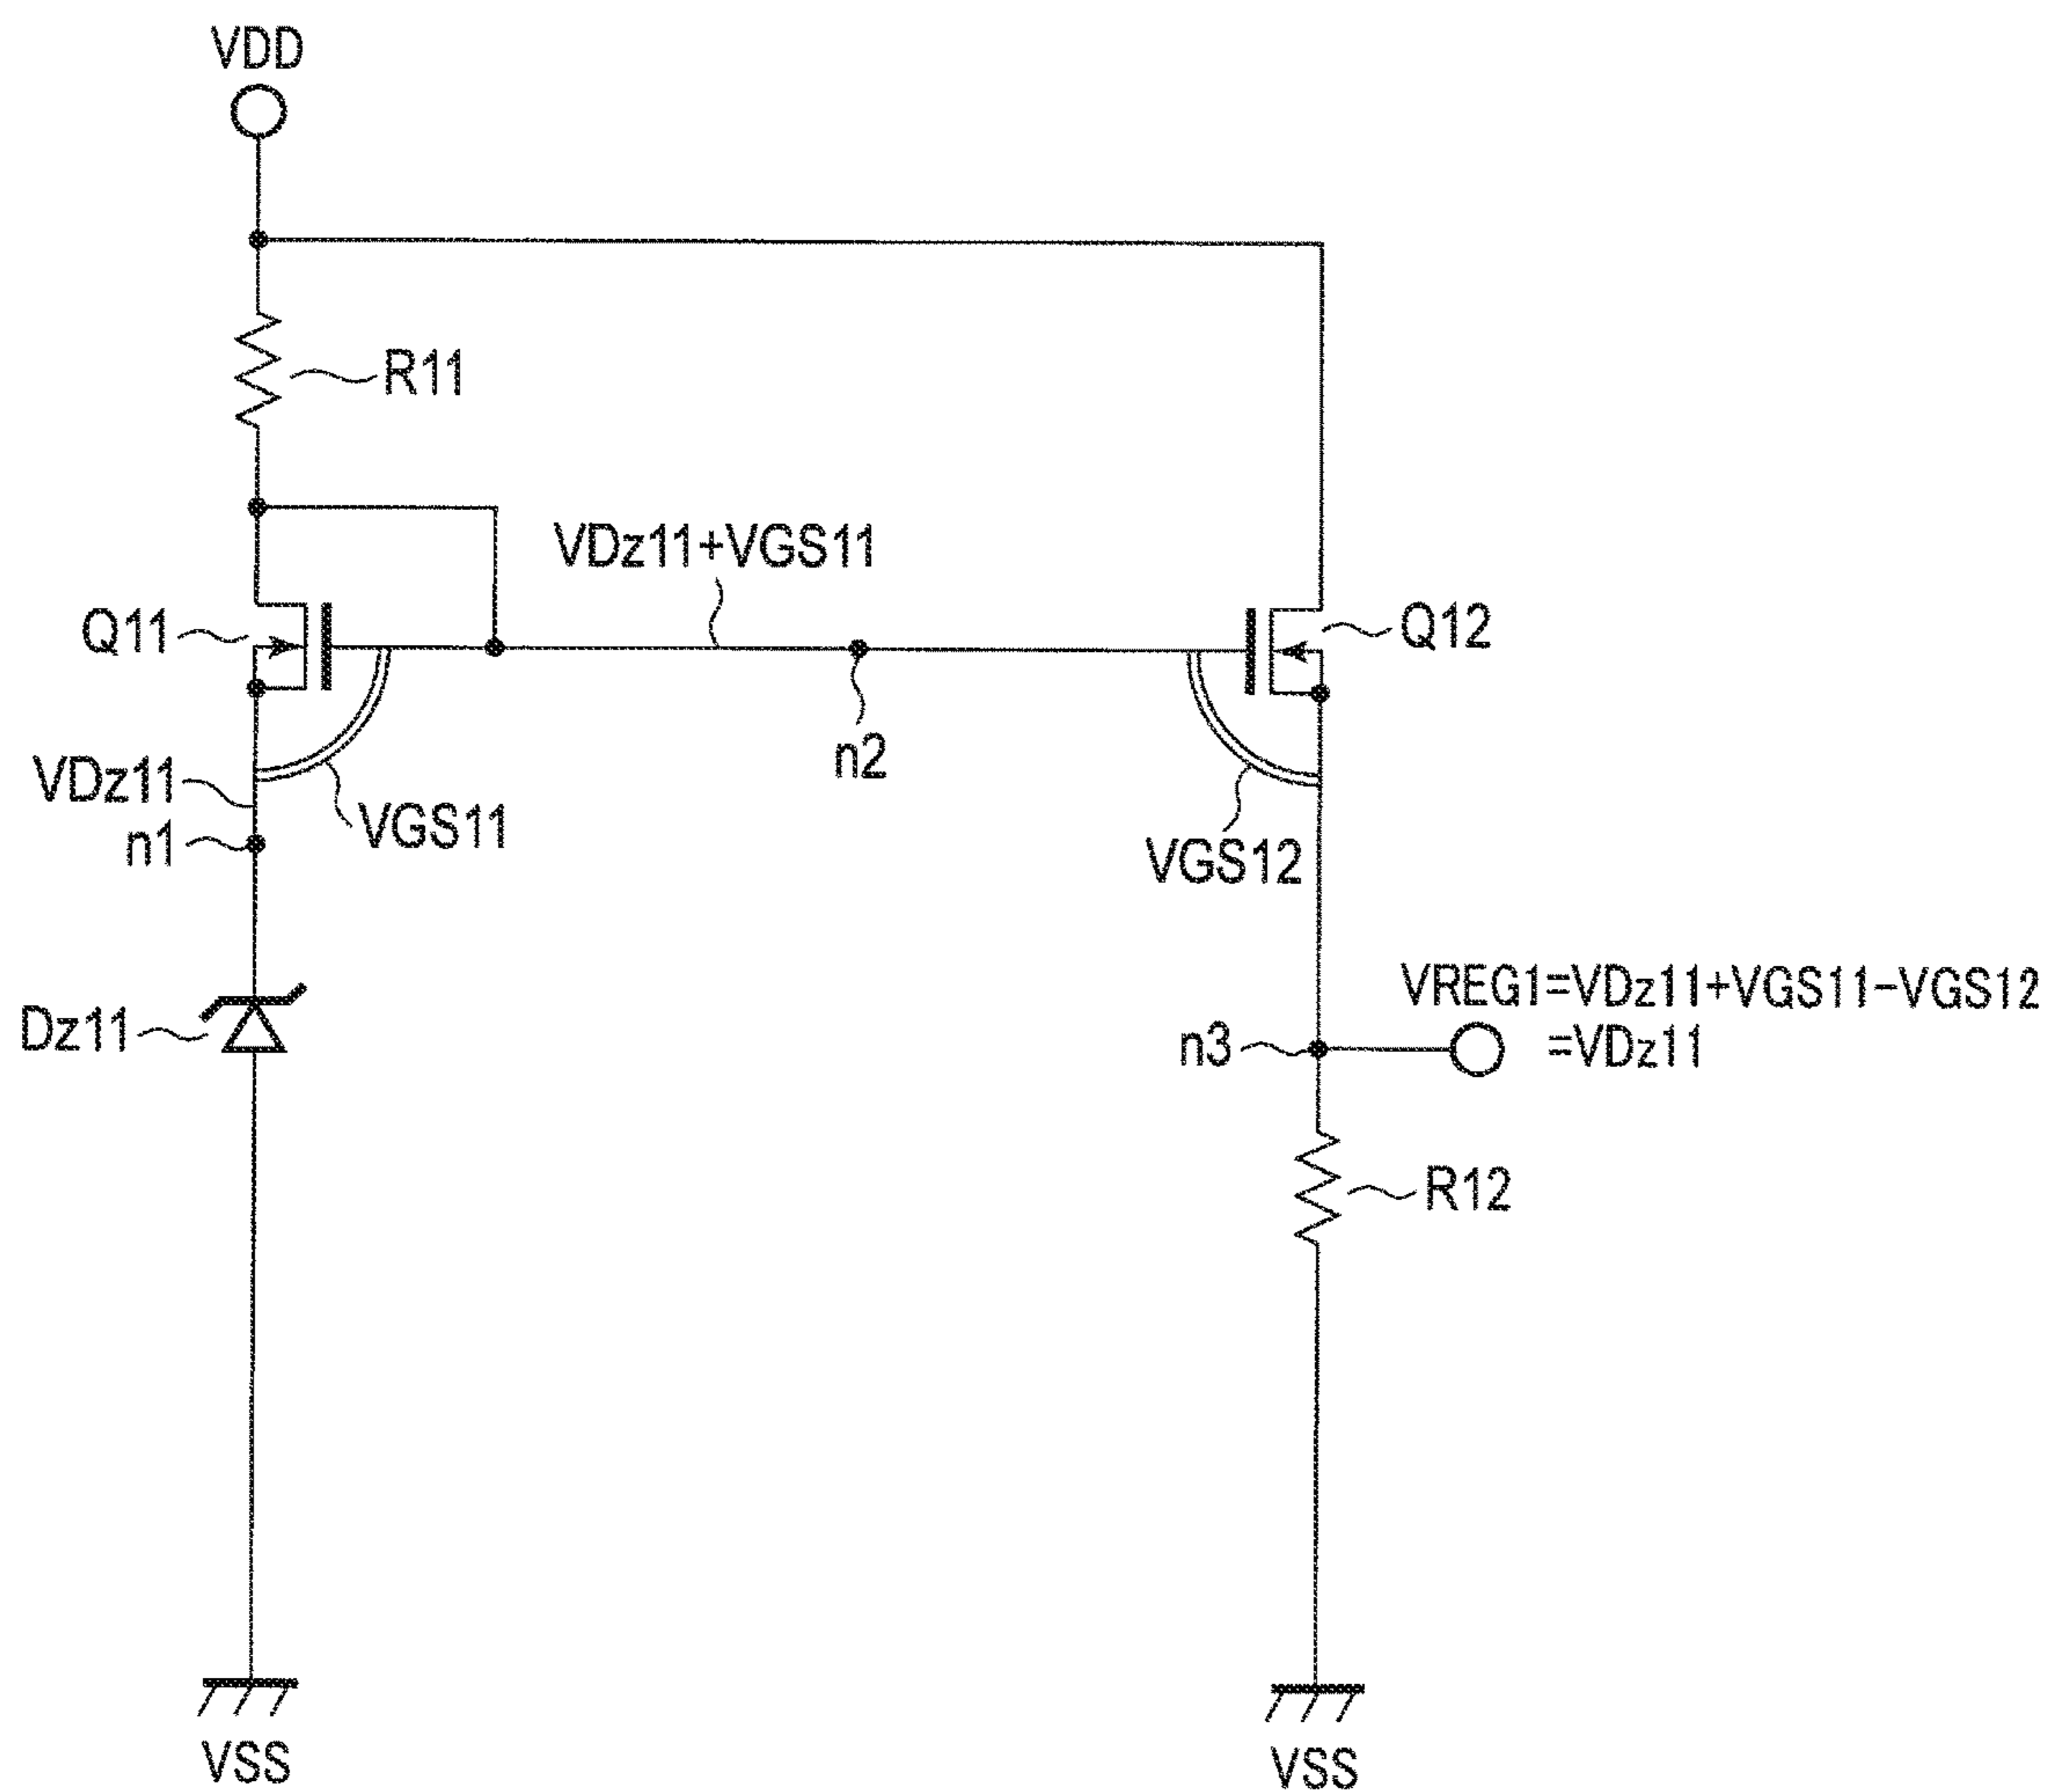 VDD
R11
VDz11+VGS11
Q11
Q12
n2
VDz11
VGS11
n1
VGS12
VREG1=VDz11+VGS11-VGS12
=VDz11
Dz11
n3
R12
VSS
VSS